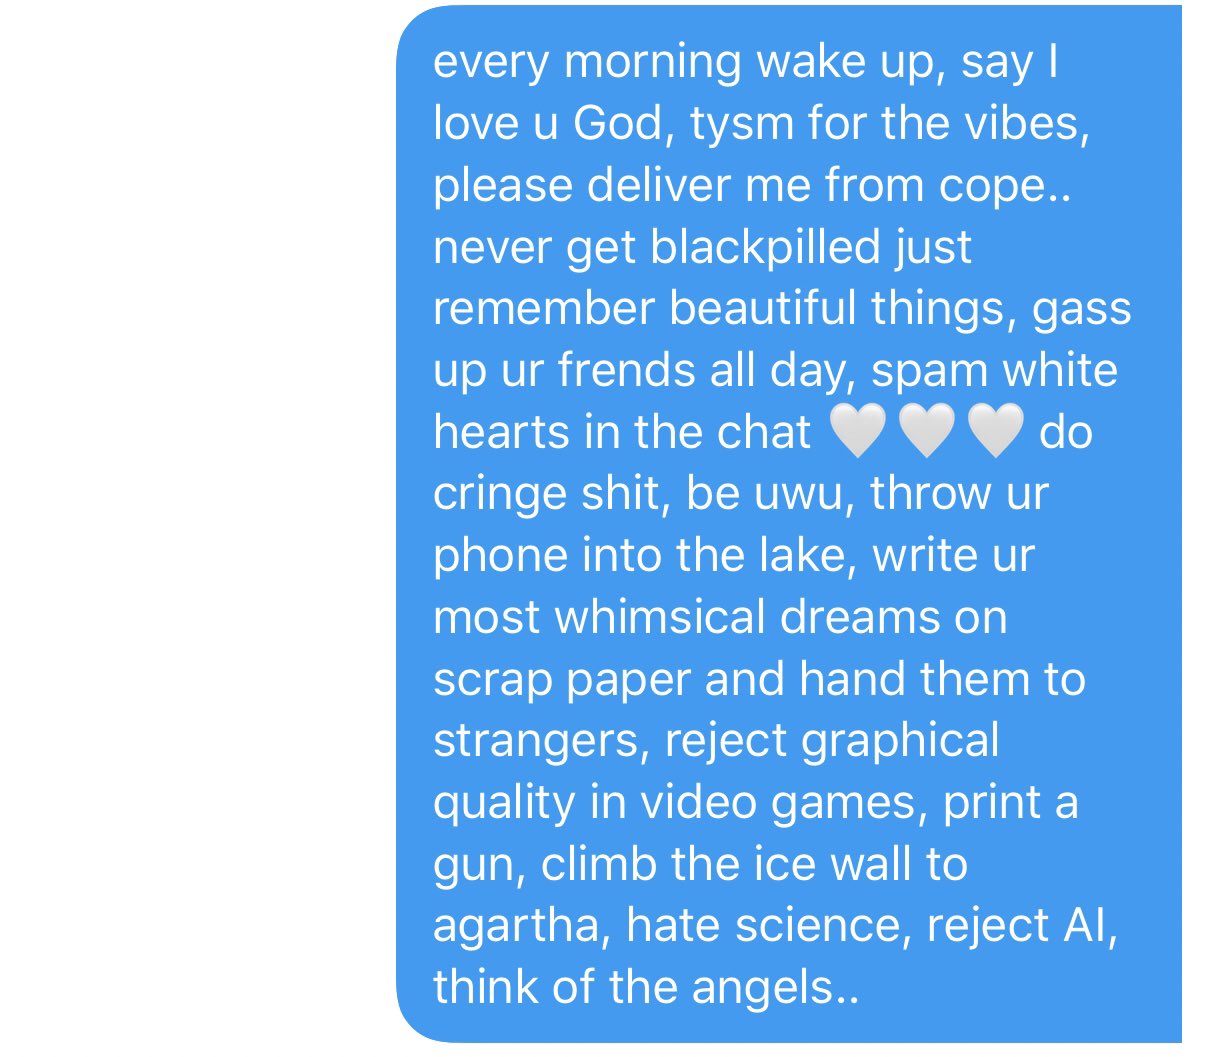 every morning wake up, say I
love u God, tysm for the vibes,
please deliver me from cope..
never get blackpilled just
remember beautiful things, gass
up ur frends all day, spam white
hearts in the chat 🤍🤍🤍 do
cringe shit, be uwu, throw ur
phone into the lake, write ur
most whimsical dreams on
scrap paper and hand them to
strangers, reject graphical
quality in video games, print a
gun, climb the ice wall to
agartha, hate science, reject AI,
think of the angels..